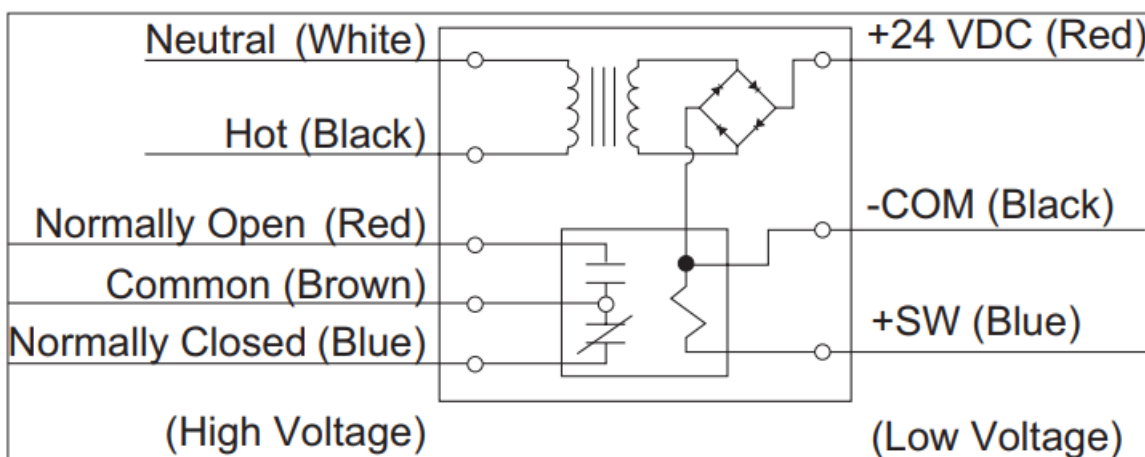 Neutral (White)
Hot (Black)
Normally Open (Red)
Common (Brown)
Normally Closed (Blue)
(High Voltage)
+24 VDC (Red)
-COM (Black)
+SW (Blue)
(Low Voltage)